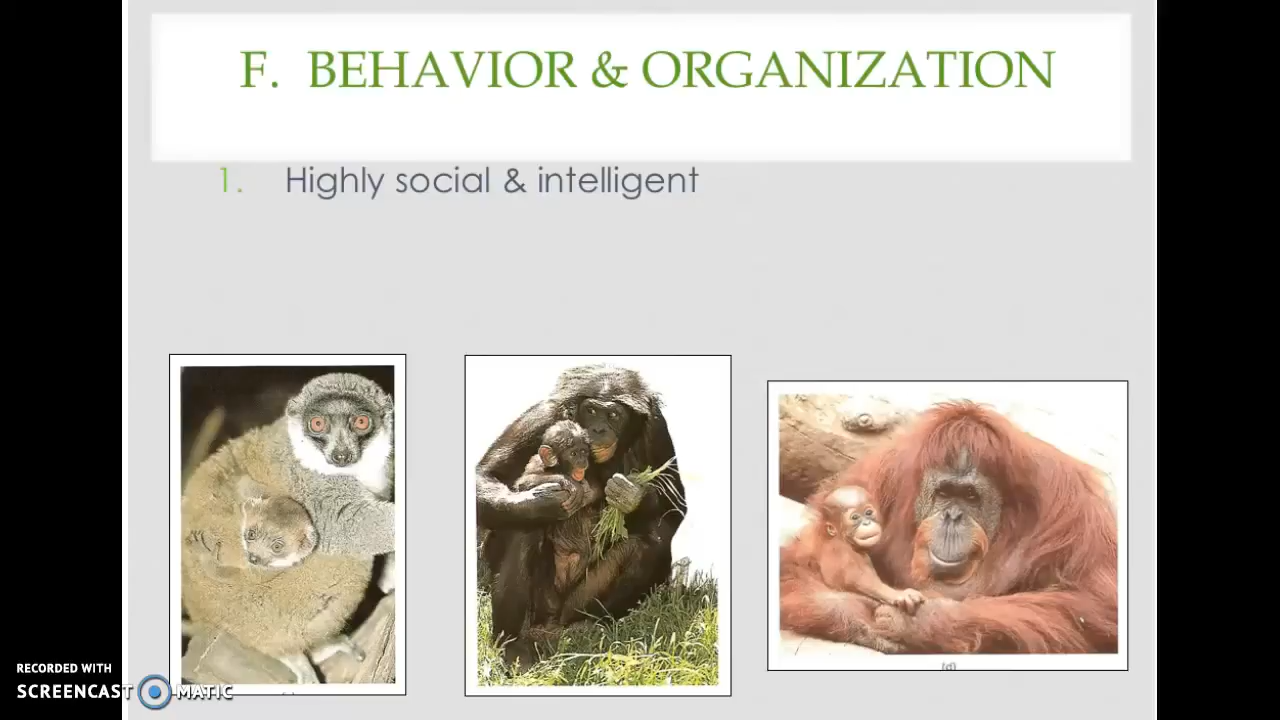 F. BEHAVIOR & ORGANIZATION
1. Highly social & intelligent
(d)
RECORDED WITH
SCREENCAST MATIC